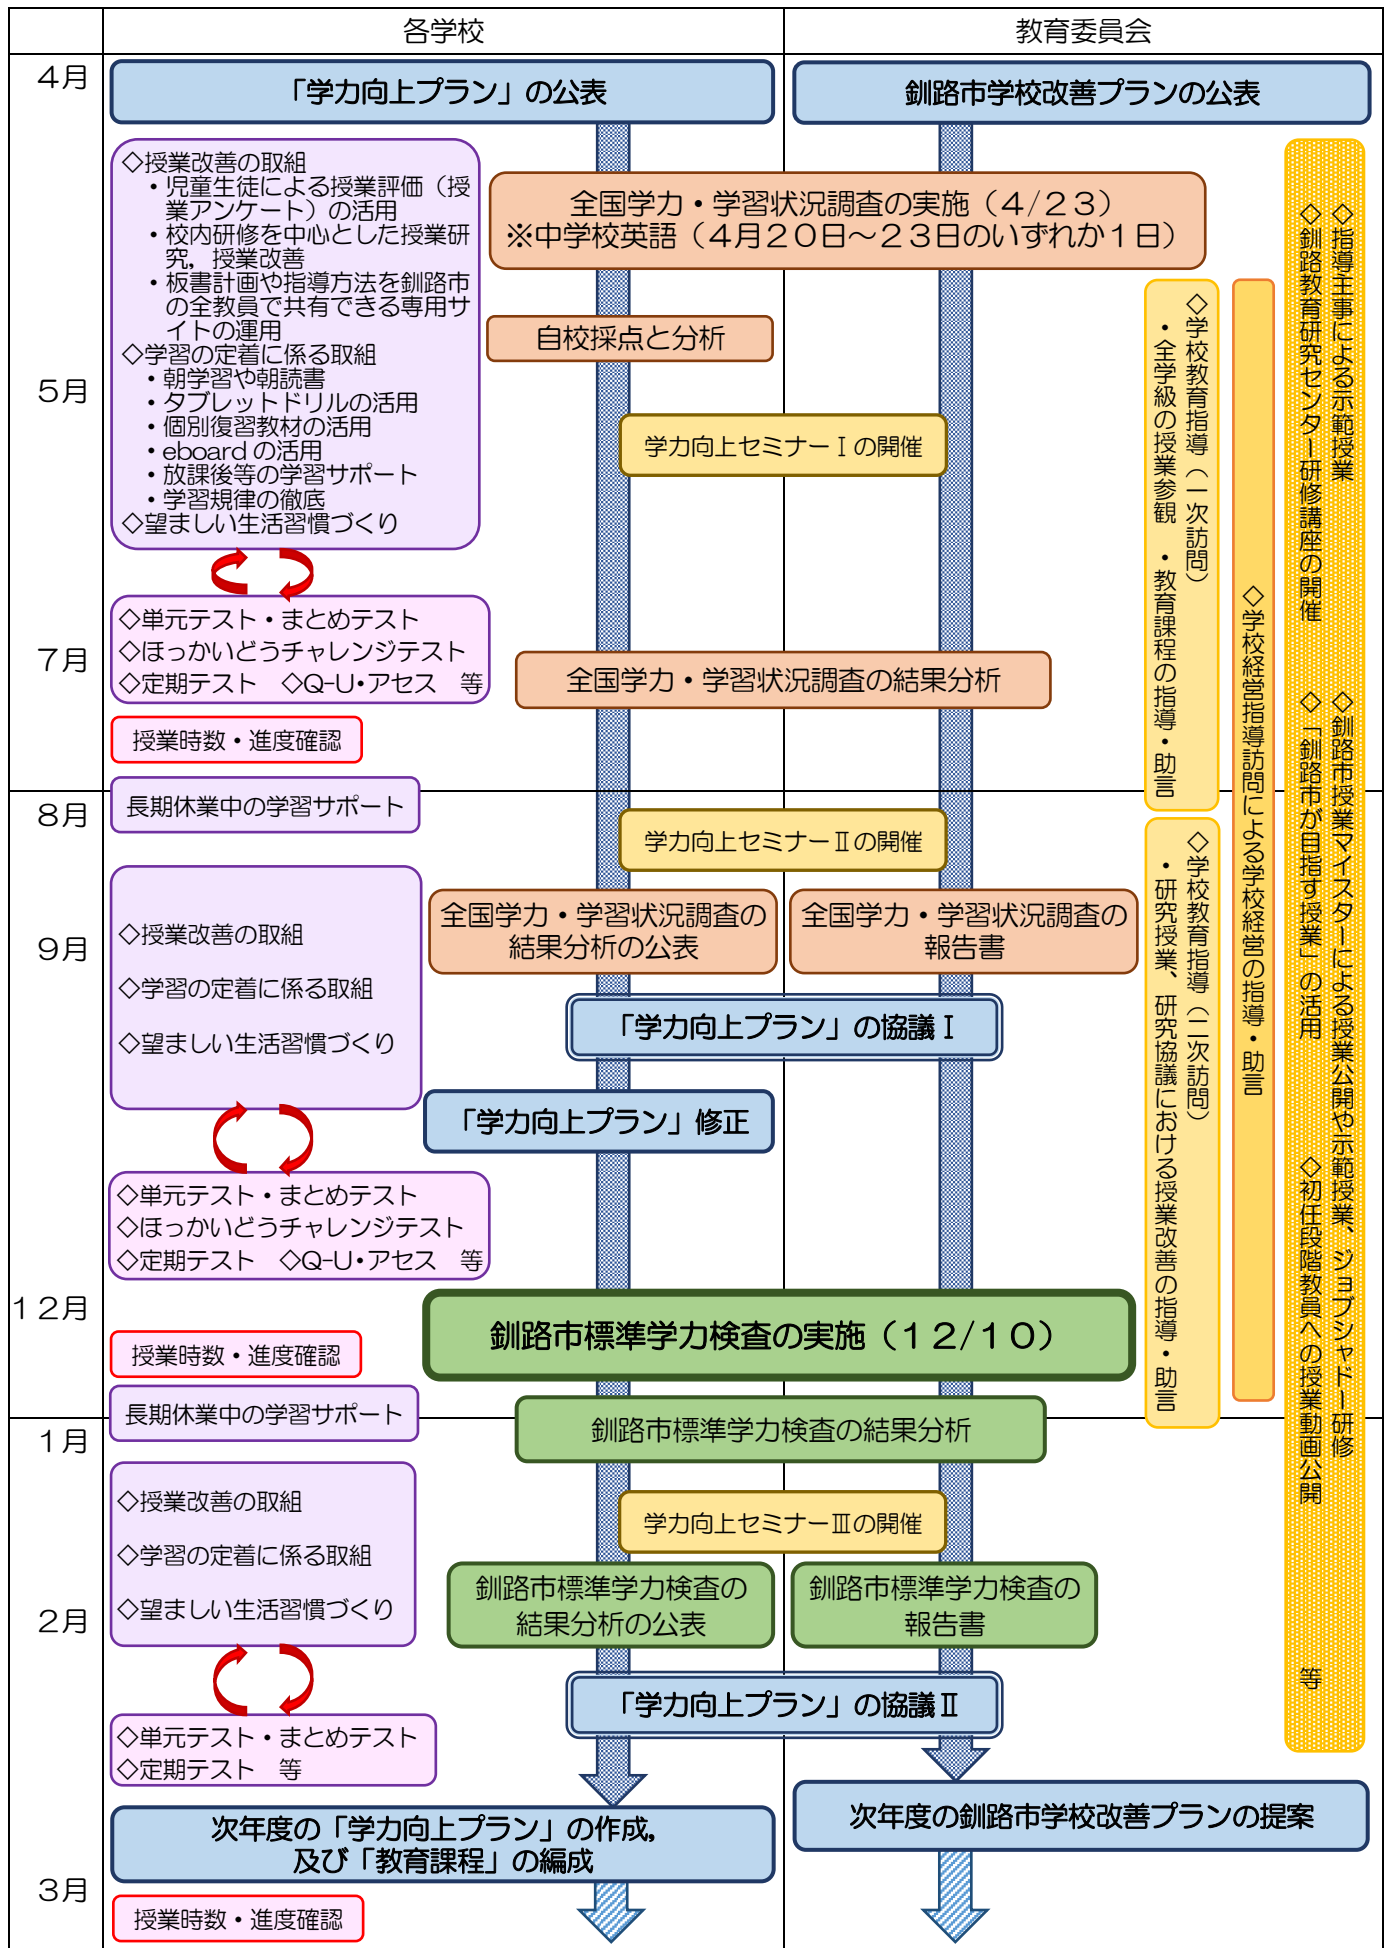 各学校
教育委員会
4月
「学力向上プラン」の公表
釧路市学校改善プランの公表
◇授業改善の取組
・児童生徒による授業評価（授
業アンケート）の活用
・校内研修を中心とした授業研
究，授業改善
・板書計画や指導方法を釧路市
の全教員で共有できる専用サ
イトの運用
◇学習の定着に係る取組
・朝学習や朝読書
・タブレットドリルの活用
・個別復習教材の活用
・eboardの活用
・放課後等の学習サポート
・学習規律の徹底
◇望ましい生活習慣づくり
全国学力・学習状況調査の実施（４/２３）
※中学校英語（４月２０日～２３日のいずれか１日）
自校採点と分析
5月
学力向上セミナーⅠの開催
◇学校教育指導（一次訪問）
・全学級の授業参観　・教育課程の指導・助言
◇学校経営指導訪問による学校経営の指導・助言
◇指導主事による示範授業　◇釧路市授業マイスターによる授業公開や示範授業、ジョブシャドー研修
◇釧路教育研究センター研修講座の開催　◇「釧路市が目指す授業」の活用　◇初任段階教員への授業動画公開　等
◇単元テスト・まとめテスト
◇ほっかいどうチャレンジテスト
◇定期テスト　◇Q-U・アセス　等
7月
全国学力・学習状況調査の結果分析
授業時数・進度確認
長期休業中の学習サポート
8月
学力向上セミナーⅡの開催
◇学校教育指導（二次訪問）
・研究授業、研究協議における授業改善の指導・助言
9月
◇授業改善の取組
◇学習の定着に係る取組
◇望ましい生活習慣づくり
全国学力・学習状況調査の
結果分析の公表
全国学力・学習状況調査の
報告書
「学力向上プラン」の協議Ⅰ
「学力向上プラン」修正
◇単元テスト・まとめテスト
◇ほっかいどうチャレンジテスト
◇定期テスト　◇Q-U・アセス　等
12月
釧路市標準学力検査の実施（１２/１０）
授業時数・進度確認
長期休業中の学習サポート
1月
釧路市標準学力検査の結果分析
◇授業改善の取組
◇学習の定着に係る取組
◇望ましい生活習慣づくり
学力向上セミナーⅢの開催
2月
釧路市標準学力検査の
結果分析の公表
釧路市標準学力検査の
報告書
「学力向上プラン」の協議Ⅱ
◇単元テスト・まとめテスト
◇定期テスト　等
次年度の「学力向上プラン」の作成，
及び「教育課程」の編成
次年度の釧路市学校改善プランの提案
3月
授業時数・進度確認